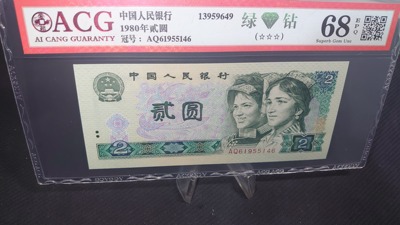 ACG
AI CANG GUARANTY
中国人民银行 13959649
1980年贰圆
冠号： AQ61955146
绿 钻
(☆☆☆)
68 EPQ
Superb Gem Unc
中国人民银行
贰圆
2
2
AQ61955146